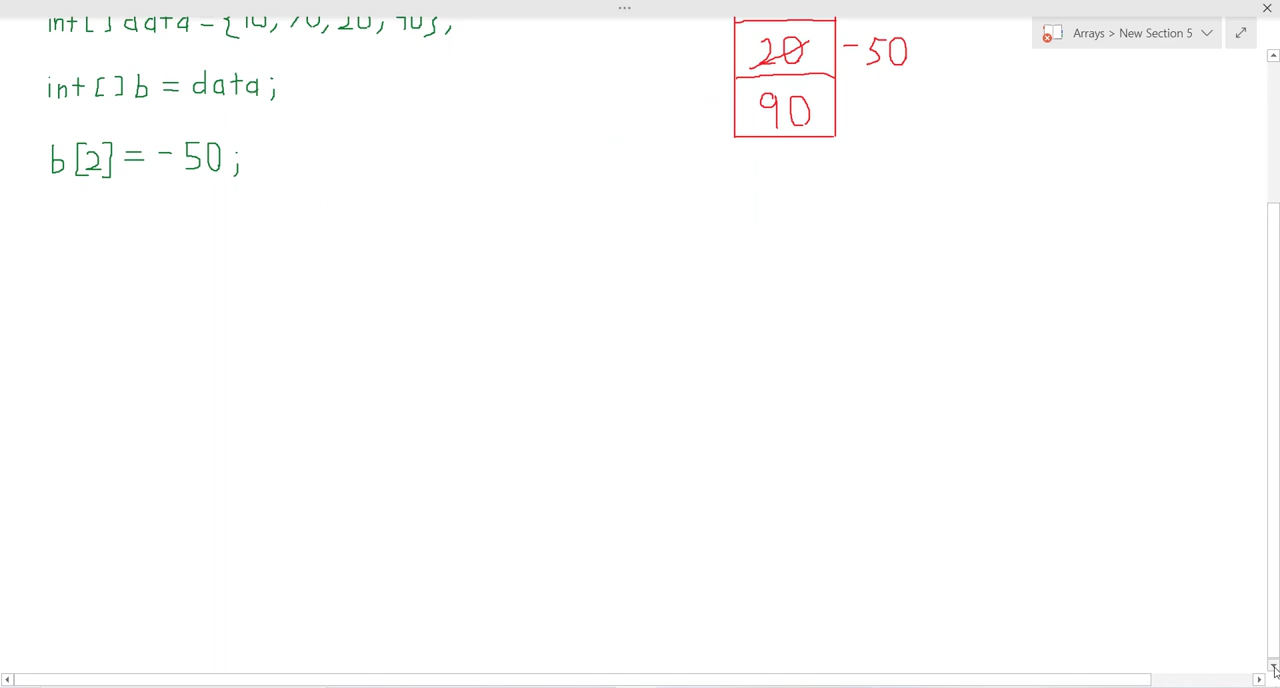 int[] data = {10, 70, 20, 90};
int[] b = data;
b[2] = -50;
20 -50
90
Arrays > New Section 5